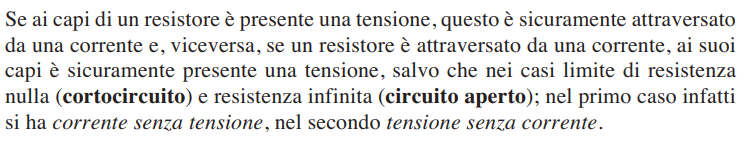 Se ai capi di un resistore è presente una tensione, questo è sicuramente attraversato
da una corrente e, viceversa, se un resistore è attraversato da una corrente, ai suoi
capi è sicuramente presente una tensione, salvo che nei casi limite di resistenza
nulla (cortocircuito) e resistenza infinita (circuito aperto); nel primo caso infatti
si ha corrente senza tensione, nel secondo tensione senza corrente.